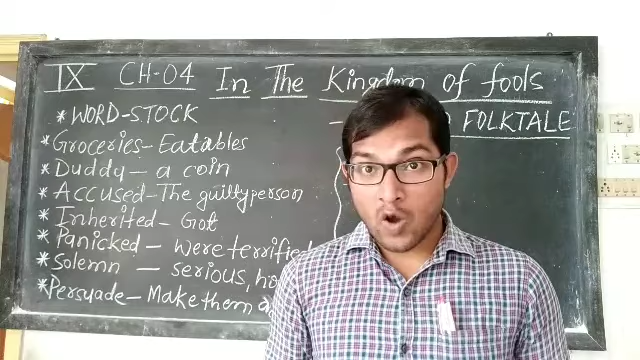 IX CH-04 In The Kingdom of fools
FOLKTALE
* WORD-STOCK
* Groceries - Eatables
* Duddu - a coin
* Accused - The guilty person
* Inherited - Got
* Panicked - were terrified
* Solemn - serious,
* Persuade - Make them